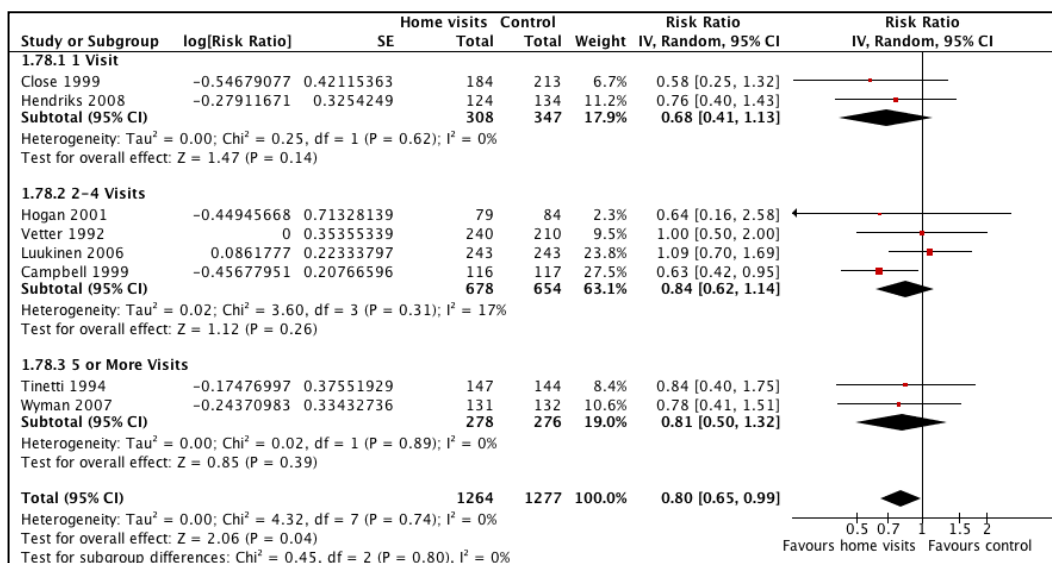 Home visits Control Risk Ratio Risk Ratio
Study or Subgroup log[Risk Ratio] SE Total Total Weight IV, Random, 95% CI IV, Random, 95% CI
1.78.1 1 Visit
Close 1999 -0.54679077 0.42115363 184 213 6.7% 0.58 [0.25, 1.32]
Hendriks 2008 -0.27911671 0.3254249 124 134 11.2% 0.76 [0.40, 1.43]
Subtotal (95% CI) 308 347 17.9% 0.68 [0.41, 1.13]
Heterogeneity: Tau² = 0.00; Chi² = 0.25, df = 1 (P = 0.62); I² = 0%
Test for overall effect: Z = 1.47 (P = 0.14)
1.78.2 2-4 Visits
Hogan 2001 -0.44945668 0.71328139 79 84 2.3% 0.64 [0.16, 2.58]
Vetter 1992 0 0.35355339 240 210 9.5% 1.00 [0.50, 2.00]
Luukinen 2006 0.0861777 0.22333797 243 243 23.8% 1.09 [0.70, 1.69]
Campbell 1999 -0.45677951 0.20766596 116 117 27.5% 0.63 [0.42, 0.95]
Subtotal (95% CI) 678 654 63.1% 0.84 [0.62, 1.14]
Heterogeneity: Tau² = 0.02; Chi² = 3.60, df = 3 (P = 0.31); I² = 17%
Test for overall effect: Z = 1.12 (P = 0.26)
1.78.3 5 or More Visits
Tinetti 1994 -0.17476997 0.37551929 147 144 8.4% 0.84 [0.40, 1.75]
Wyman 2007 -0.24370983 0.33432736 131 132 10.6% 0.78 [0.41, 1.51]
Subtotal (95% CI) 278 276 19.0% 0.81 [0.50, 1.32]
Heterogeneity: Tau² = 0.00; Chi² = 0.02, df = 1 (P = 0.89); I² = 0%
Test for overall effect: Z = 0.85 (P = 0.39)
Total (95% CI) 1264 1277 100.0% 0.80 [0.65, 0.99]
Heterogeneity: Tau² = 0.00; Chi² = 4.32, df = 7 (P = 0.74); I² = 0%
Test for overall effect: Z = 2.06 (P = 0.04)
Test for subgroup differences: Chi² = 0.45, df = 2 (P = 0.80), I² = 0%
0.5 0.7 1 1.5 2
Favours home visits Favours control